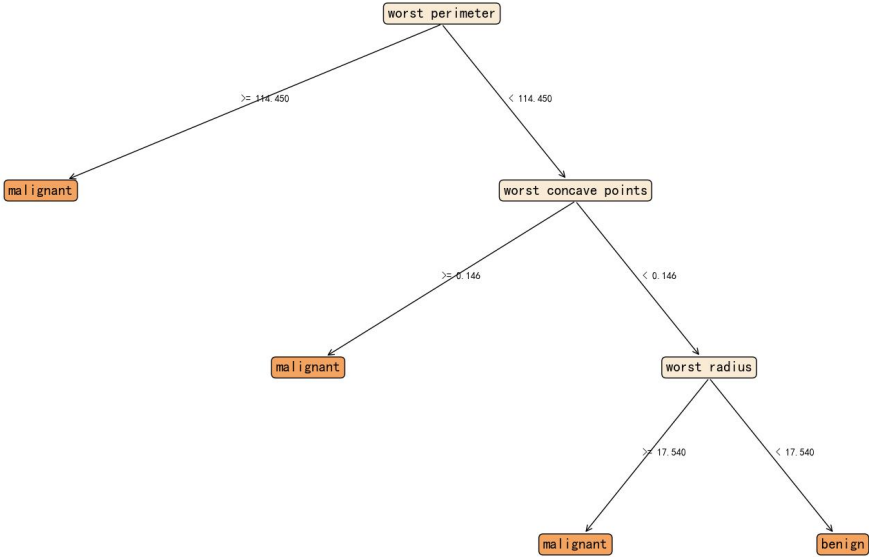 worst perimeter
>= 114.450
< 114.450
malignant
worst concave points
>= 0.146
< 0.146
malignant
worst radius
>= 17.540
< 17.540
malignant
benign